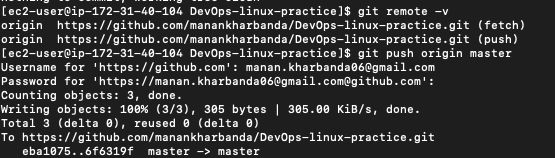 [ec2-user@ip-172-31-40-104 DevOps-linux-practice]$ git remote -v
origin  https://github.com/manankharbanda/DevOps-linux-practice.git (fetch)
origin  https://github.com/manankharbanda/DevOps-linux-practice.git (push)
[ec2-user@ip-172-31-40-104 DevOps-linux-practice]$ git push origin master
Username for 'https://github.com': manan.kharbanda06@gmail.com
Password for 'https://manan.kharbanda06@gmail.com@github.com':
Counting objects: 3, done.
Writing objects: 100% (3/3), 305 bytes | 305.00 KiB/s, done.
Total 3 (delta 0), reused 0 (delta 0)
To https://github.com/manankharbanda/DevOps-linux-practice.git
   eba1075..6f6319f  master -> master